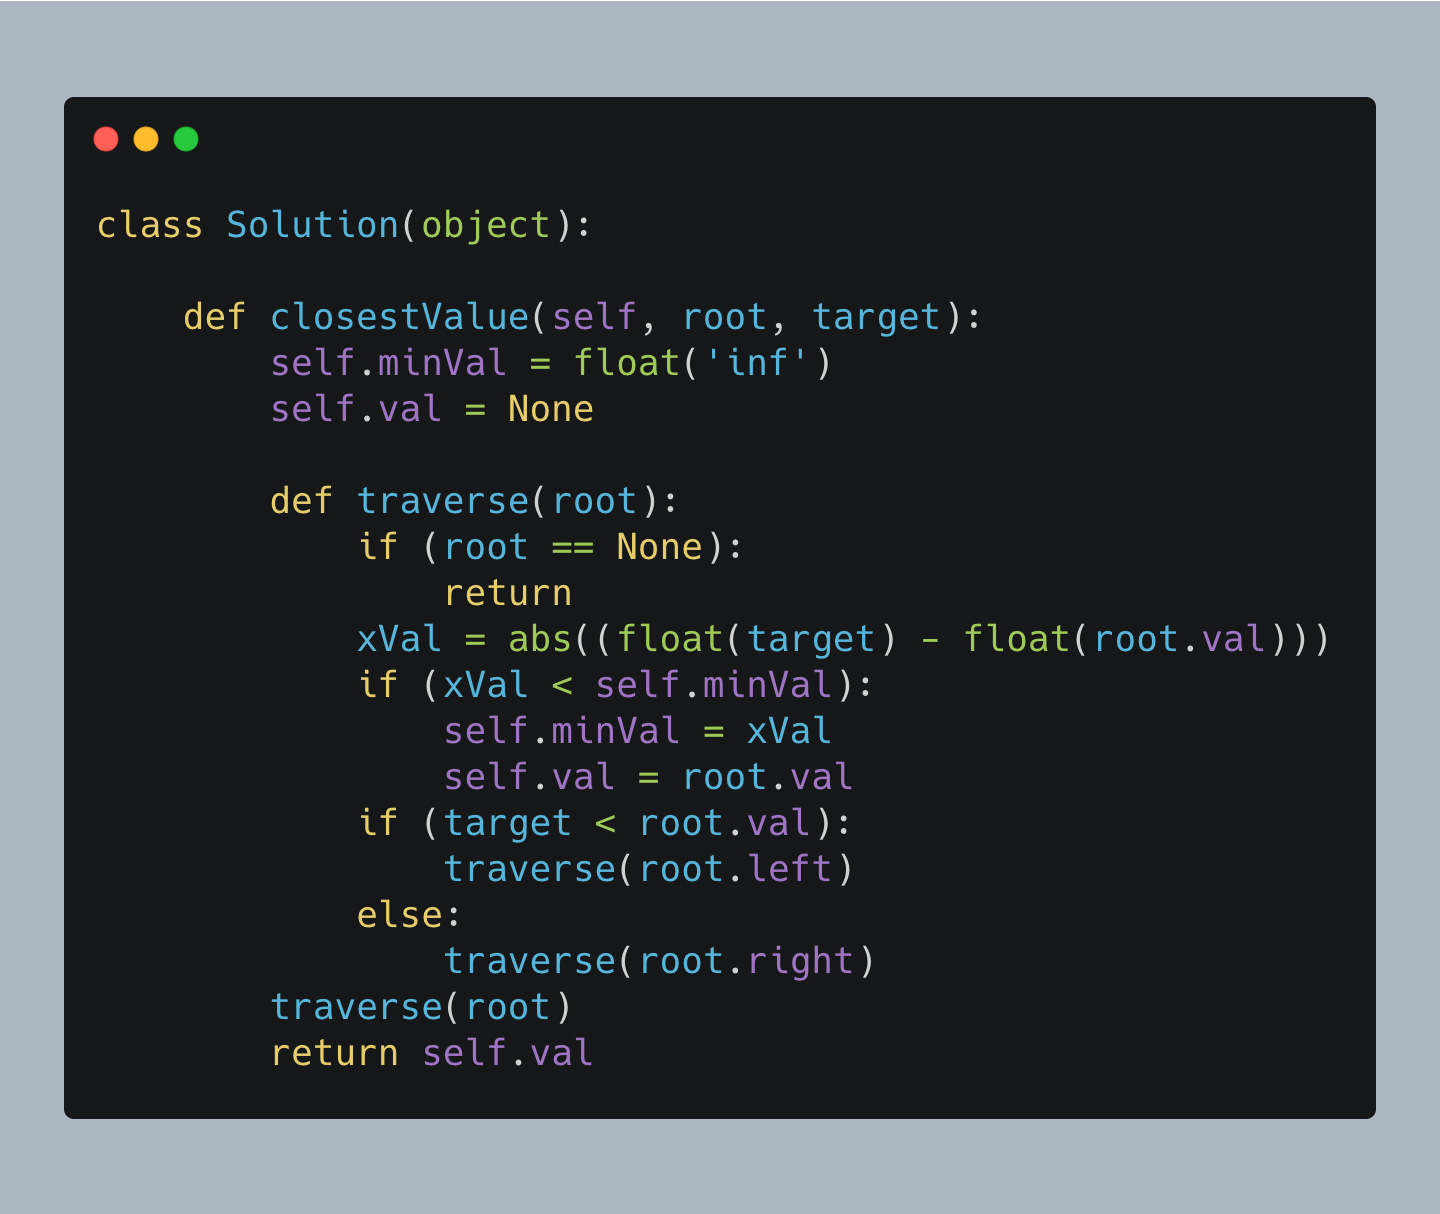 class Solution(object):

    def closestValue(self, root, target):
        self.minVal = float('inf')
        self.val = None

        def traverse(root):
            if (root == None):
                return
            xVal = abs((float(target) - float(root.val)))
            if (xVal < self.minVal):
                self.minVal = xVal
                self.val = root.val
            if (target < root.val):
                traverse(root.left)
            else:
                traverse(root.right)
        traverse(root)
        return self.val